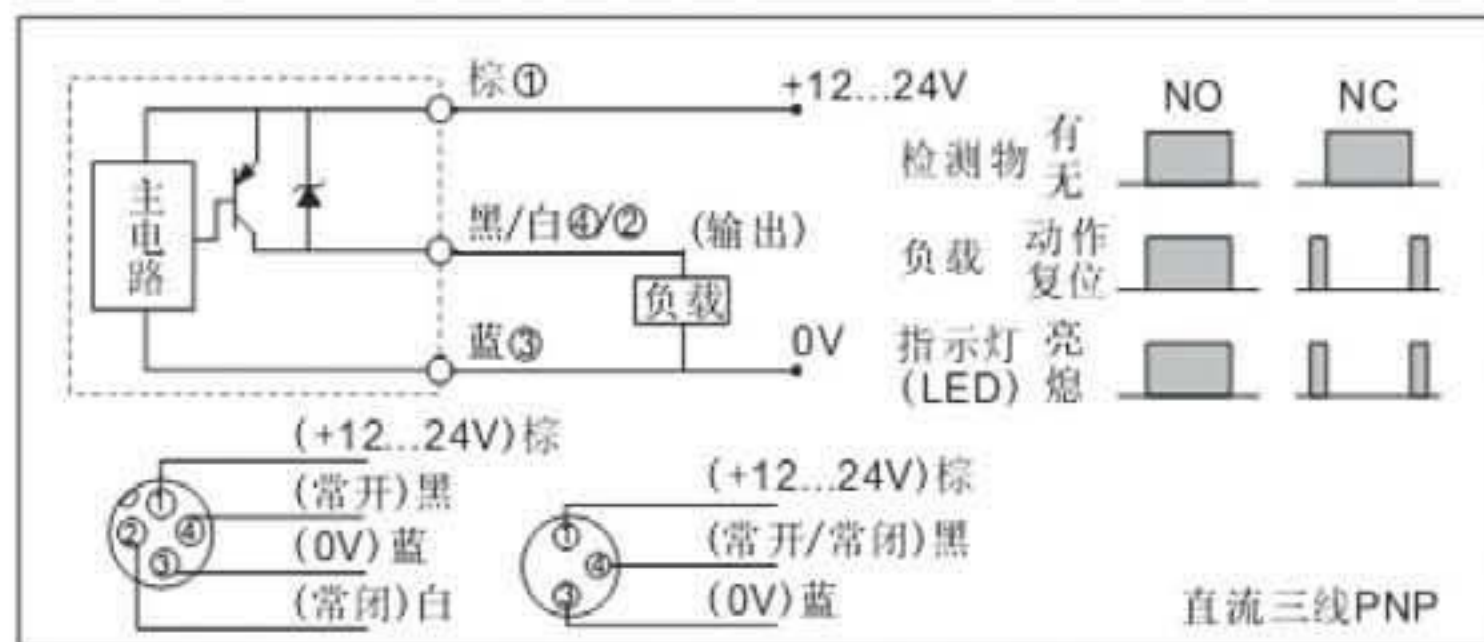 棕① +12...24V
主电路
黑/白④/② (输出)
负载
蓝③ 0V
NO NC
检测物 有 无
负载 动作 复位
指示灯 (LED) 亮 熄
(+12...24V)棕
(常开)黑
(0V)蓝
(常闭)白
① ② ③ ④
(+12...24V)棕
(常开/常闭)黑
(0V)蓝
① ④ ③
直流三线PNP